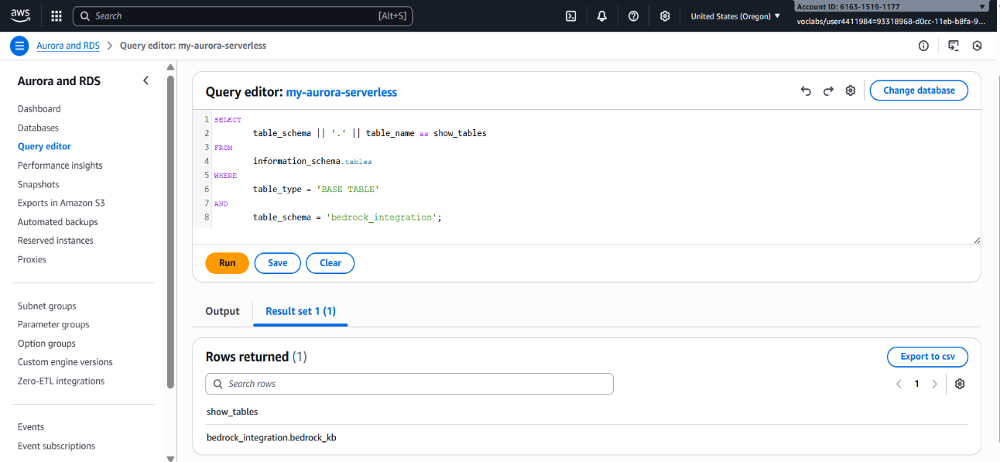 aws
Search [Alt+S]
United States (Oregon)
Account ID: 6163-1519-1177
voclabs/user4411984=93318968-d0cc-11eb-b8fa-9...
Aurora and RDS > Query editor: my-aurora-serverless
Aurora and RDS
Dashboard
Databases
Query editor
Performance insights
Snapshots
Exports in Amazon S3
Automated backups
Reserved instances
Proxies
Subnet groups
Parameter groups
Option groups
Custom engine versions
Zero-ETL integrations
Events
Event subscriptions
Query editor: my-aurora-serverless
Change database
1 SELECT
2 table_schema || '.' || table_name as show_tables
3 FROM
4 information_schema.tables
5 WHERE
6 table_type = 'BASE TABLE'
7 AND
8 table_schema = 'bedrock_integration';
Run Save Clear
Output Result set 1 (1)
Rows returned (1)
Export to csv
Search rows
1
show_tables
bedrock_integration.bedrock_kb